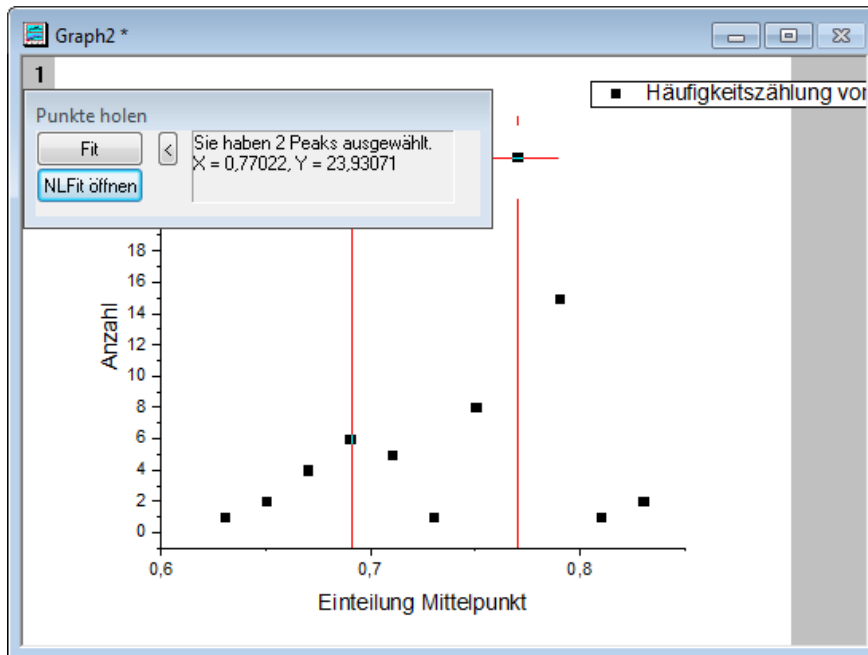 Graph2 *
1
Häufigkeitszählung von
Punkte holen
Fit
<
Sie haben 2 Peaks ausgewählt.
X = 0,77022, Y = 23,93071
NLFit öffnen
18
16
14
12
10
8
6
4
2
0
Anzahl
0,6
0,7
0,8
Einteilung Mittelpunkt